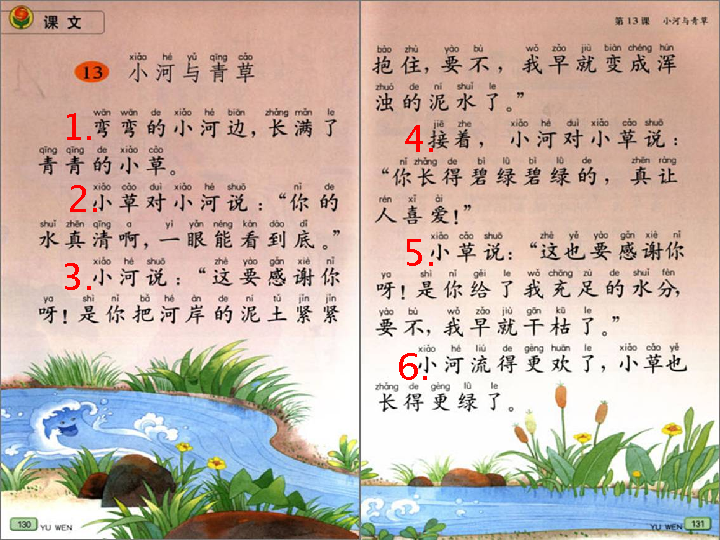 课文
xiǎo hé yǔ qīng cǎo
13 小河与青草
wān wān de xiǎo hé biān zhǎng mǎn le
1.弯弯的小河边，长满了
qīng qīng de xiǎo cǎo
青青的小草。
xiǎo cǎo duì xiǎo hé shuō nǐ de
2.小草对小河说：“你的
shuǐ zhēn qīng a yì yǎn néng kàn dào dǐ
水真清啊，一眼能看到底。”
xiǎo hé shuō zhè yào gǎn xiè nǐ
3.小河说：“这要感谢你
ya shì nǐ bǎ hé àn de ní tǔ jǐn jǐn
呀！是你把河岸的泥土紧紧
130 YU WEN
第13课 小河与青草
bào zhù yào bù wǒ zǎo jiù biàn chéng hún
抱住，要不，我早就变成浑
zhuó de ní shuǐ le
浊的泥水了。”
jiē zhe xiǎo hé duì xiǎo cǎo shuō
4.接着，小河对小草说：
nǐ zhǎng de bì lǜ bì lǜ de zhēn ràng
“你长得碧绿碧绿的，真让
rén xǐ ài
人喜爱！”
xiǎo cǎo shuō zhè yě yào gǎn xiè nǐ
5.小草说：“这也要感谢你
ya shì nǐ gěi le wǒ chōng zú de shuǐ fèn
呀！是你给了我充足的水分，
yào bù wǒ zǎo jiù gān kū le
要不，我早就干枯了。”
xiǎo hé liú de gèng huān le xiǎo cǎo yě
6.小河流得更欢了，小草也
zhǎng de gèng lǜ le
长得更绿了。
YU WEN 131